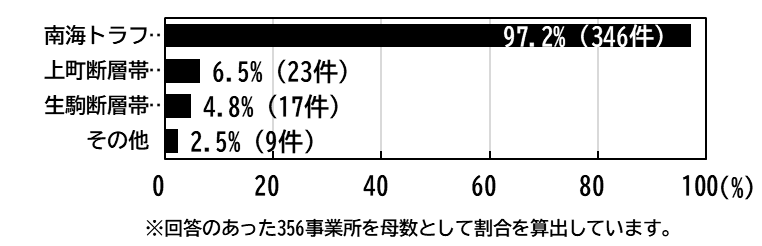 南海トラフ‥ 97.2%（346件）
上町断層帯‥ 6.5%（23件）
生駒断層帯‥ 4.8%（17件）
その他 2.5%（9件）
0 20 40 60 80 100(%)
※回答のあった356事業所を母数として割合を算出しています。